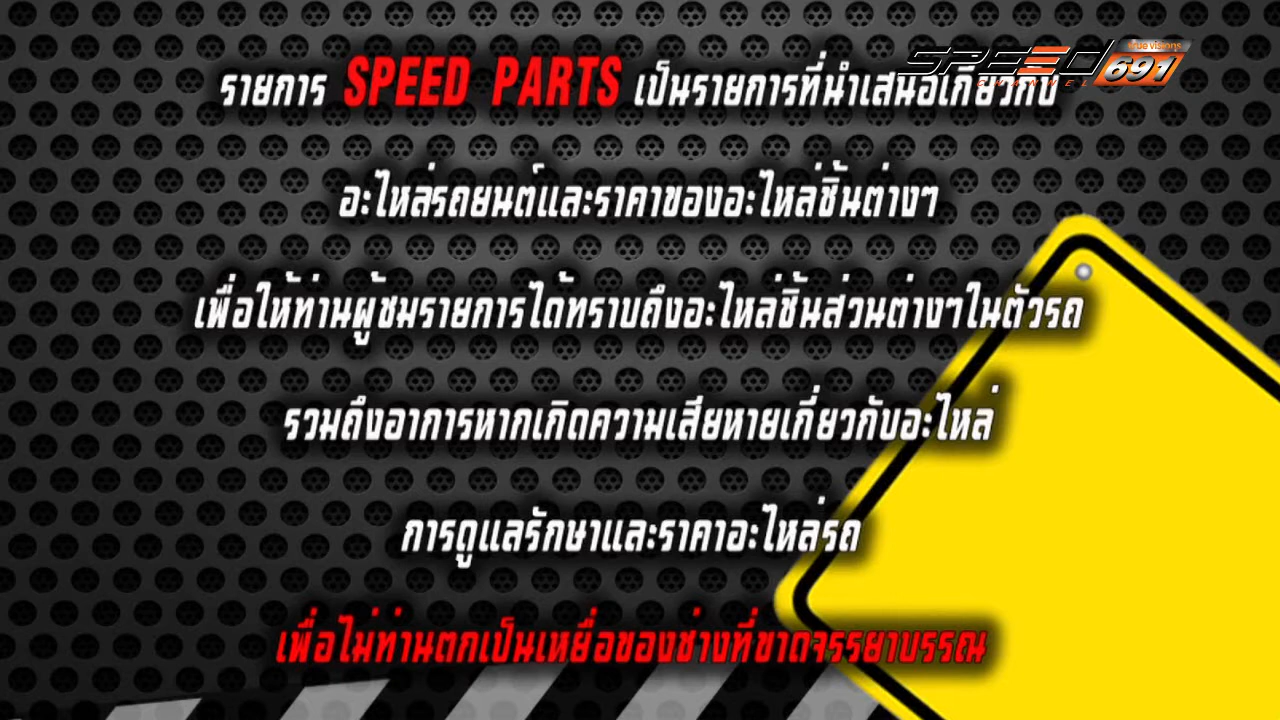 true visions
SPEED 691
CHANNEL
รายการ SPEED PARTS เป็นรายการที่นำเสนอเกี่ยวกับ
อะไหล่รถยนต์และราคาของอะไหล่ชิ้นต่างๆ
เพื่อให้ท่านผู้ชมรายการได้ทราบถึงอะไหล่ชิ้นส่วนต่างๆในตัวรถ
รวมถึงอาการหากเกิดความเสียหายเกี่ยวกับอะไหล่
การดูแลรักษาและราคาอะไหล่รถ
เพื่อไม่ท่านตกเป็นเหยื่อของช่างที่ขาดจรรยาบรรณ